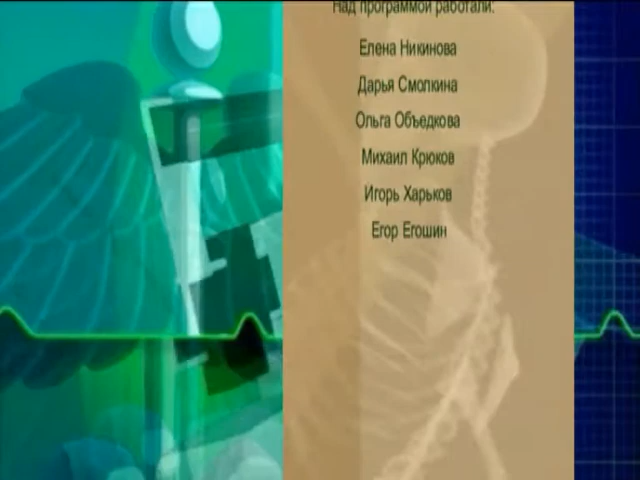 Над программой работали:
Елена Никинова
Дарья Смолкина
Ольга Объедкова
Михаил Крюков
Игорь Харьков
Егор Егошин